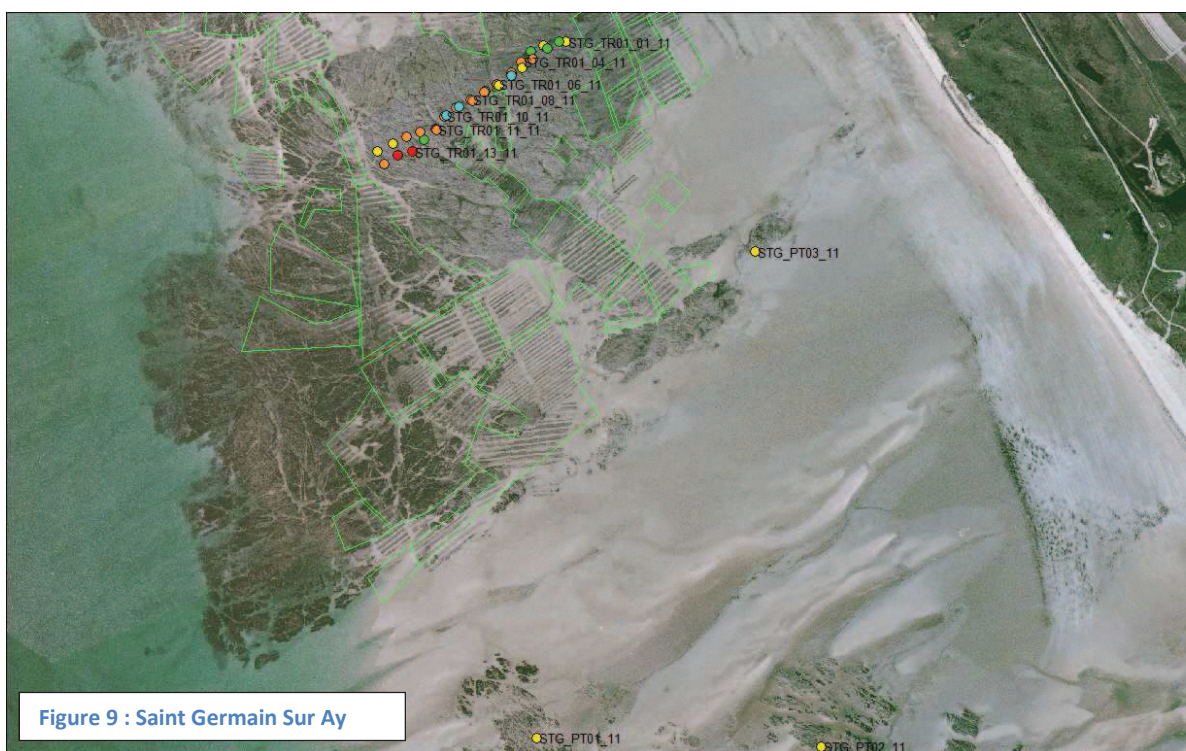 STG_TR01_01_11
STG_TR01_04_11
STG_TR01_06_11
STG_TR01_08_11
STG_TR01_10_11
STG_TR01_11_11
STG_TR01_13_11
STG_PT03_11
STG_PT01_11
STG_PT02_11
Figure 9 : Saint Germain Sur Ay